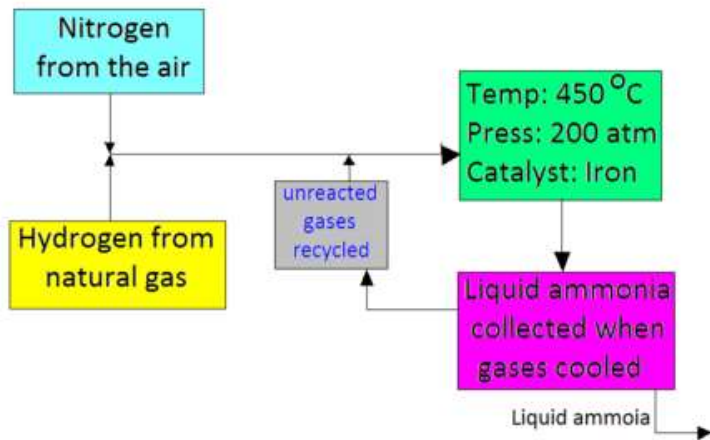 Nitrogen
from the air
Temp: 450 °C
Press: 200 atm
Catalyst: Iron
unreacted
gases
recycled
Hydrogen from
natural gas
Liquid ammonia
collected when
gases cooled
Liquid ammoia